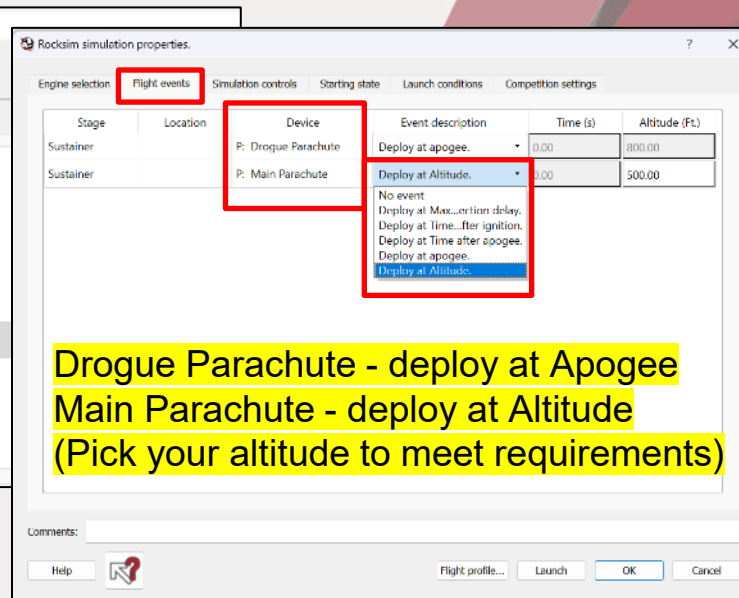 Rocksim simulation properties. ? X
Engine selection Flight events Simulation controls Starting state Launch conditions Competition settings
Stage Location Device Event description Time (s) Altitude (Ft.)
Sustainer P: Drogue Parachute Deploy at apogee. 0.00 800.00
Sustainer P: Main Parachute Deploy at Altitude. 0.00 500.00
No event
Deploy at Max...ection delay.
Deploy at Time...fter ignition.
Deploy at Time after apogee.
Deploy at apogee.
Deploy at Altitude.
Drogue Parachute - deploy at Apogee
Main Parachute - deploy at Altitude
(Pick your altitude to meet requirements)
Comments:
Help ? Flight profile... Launch OK Cancel